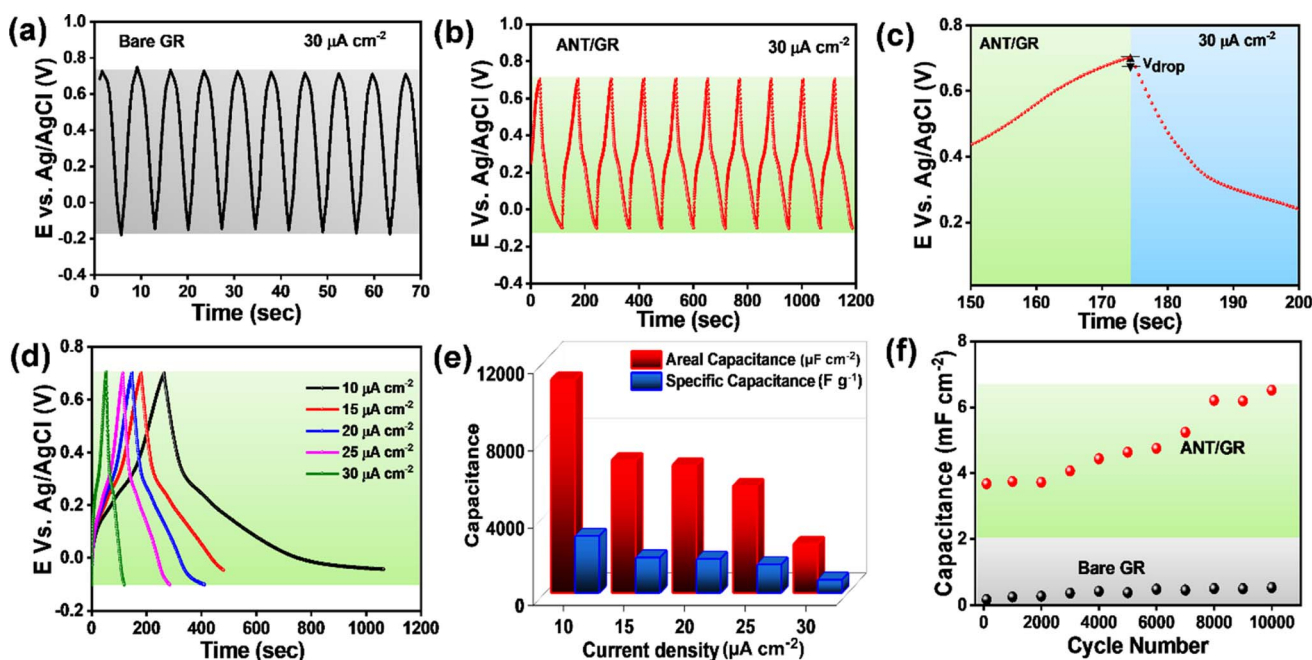 (a)
Bare GR
30 µA cm⁻²
E Vs. Ag/AgCl (V)
1.0
0.8
0.6
0.4
0.2
0.0
-0.2
-0.4
0 10 20 30 40 50 60 70
Time (sec)
(b)
ANT/GR
30 µA cm⁻²
E Vs. Ag/AgCl (V)
1.0
0.8
0.6
0.4
0.2
0.0
-0.2
-0.4
0 200 400 600 800 1000 1200
Time (sec)
(c)
ANT/GR
30 µA cm⁻²
Vdrop
E Vs. Ag/AgCl (V)
0.8
0.6
0.4
0.2
150 160 170 180 190 200
Time (sec)
(d)
10 µA cm⁻²
15 µA cm⁻²
20 µA cm⁻²
25 µA cm⁻²
30 µA cm⁻²
E Vs. Ag/AgCl (V)
0.8
0.6
0.4
0.2
0.0
-0.2
0 200 400 600 800 1000 1200
Time (sec)
(e)
Areal Capacitance (µF cm⁻²)
Specific Capacitance (F g⁻¹)
Capacitance
12000
8000
4000
0
10 15 20 25 30
Current density (µA cm⁻²)
(f)
ANT/GR
Bare GR
Capacitance (mF cm⁻²)
8
6
4
2
0
0 2000 4000 6000 8000 10000
Cycle Number